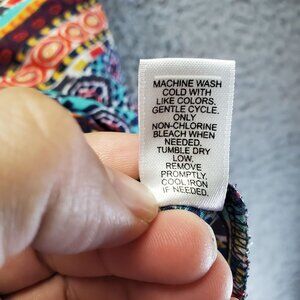 MACHINE WASH
COLD WITH
LIKE COLORS.
GENTLE CYCLE.
ONLY
NON-CHLORINE
BLEACH WHEN
NEEDED.
TUMBLE DRY
LOW.
REMOVE
PROMPTLY.
COOL IRON
IF NEEDED.